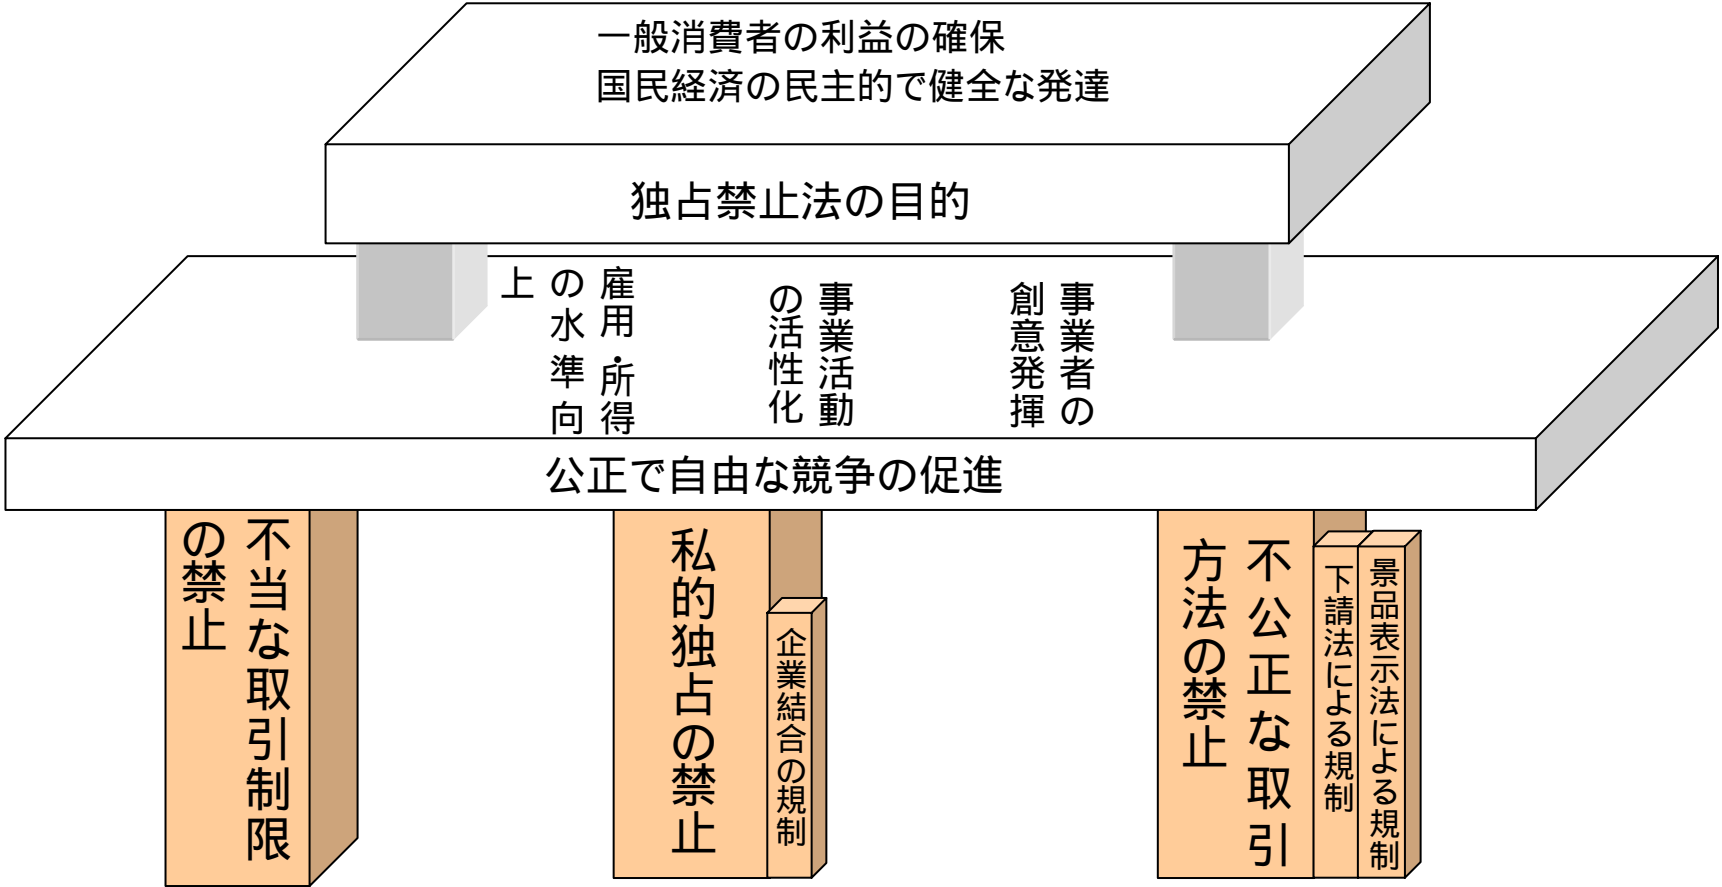 一般消費者の利益の確保
国民経済の民主的で健全な発達
独占禁止法の目的
雇用・所得
の水準向
上
事業活動
の活性化
事業者の
創意発揮
公正で自由な競争の促進
不当な取引制限
の禁止
私的独占の禁止
企業結合の規制
不公正な取引
方法の禁止
下請法による規制
景品表示法による規制